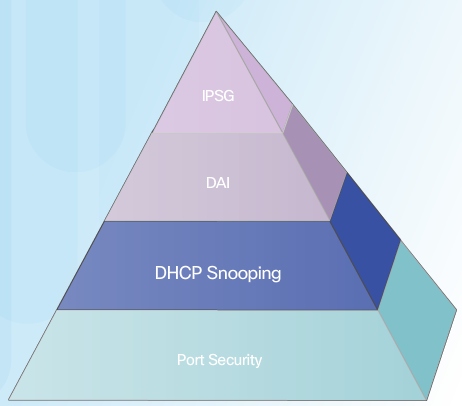 IPSG
DAI
DHCP Snooping
Port Security